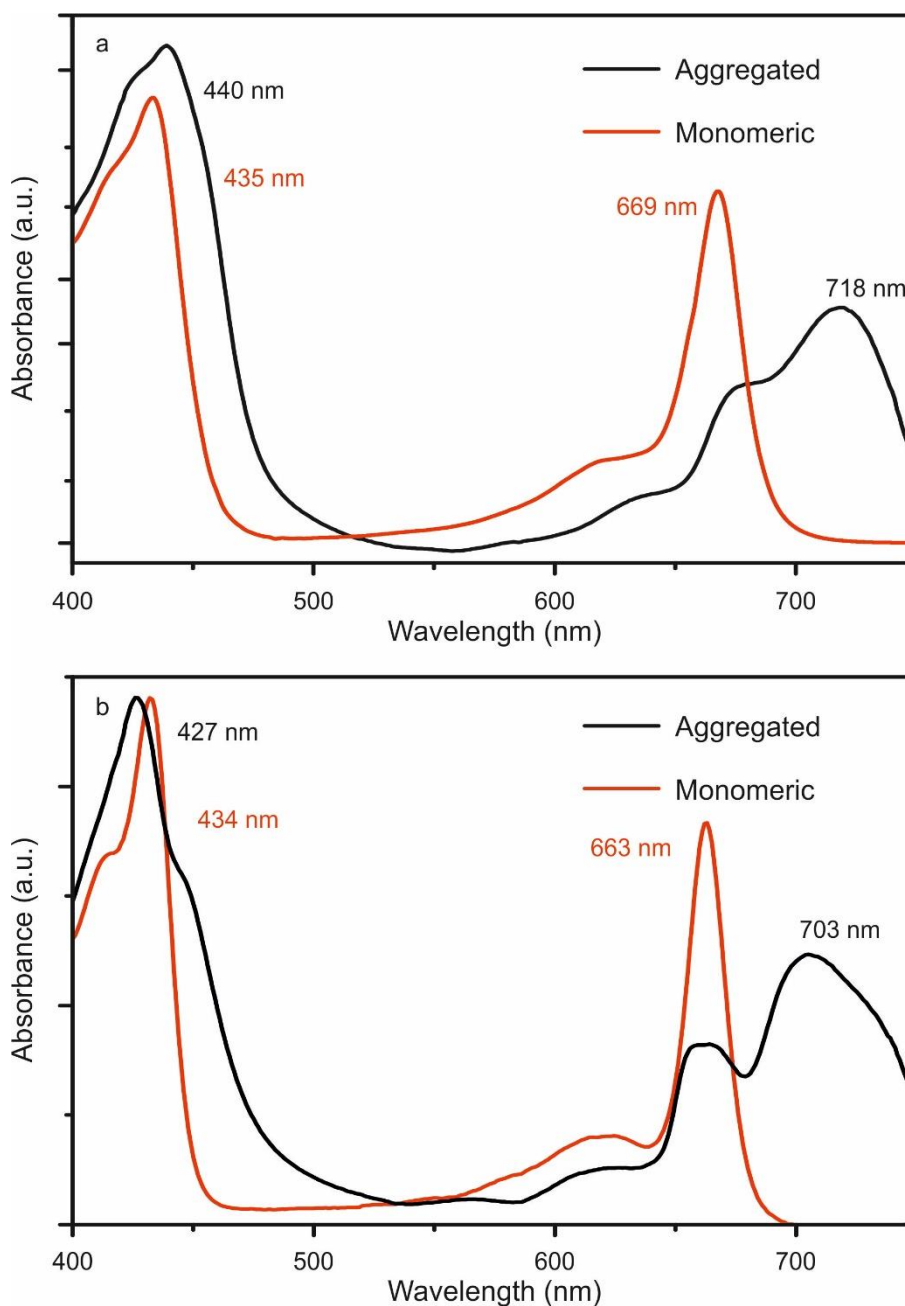 a
Aggregated
440 nm
Monomeric
435 nm
669 nm
718 nm
Absorbance (a.u.)
400
500
600
700
Wavelength (nm)
b
427 nm
Aggregated
Monomeric
434 nm
663 nm
703 nm
Absorbance (a.u.)
400
500
600
700
Wavelength (nm)